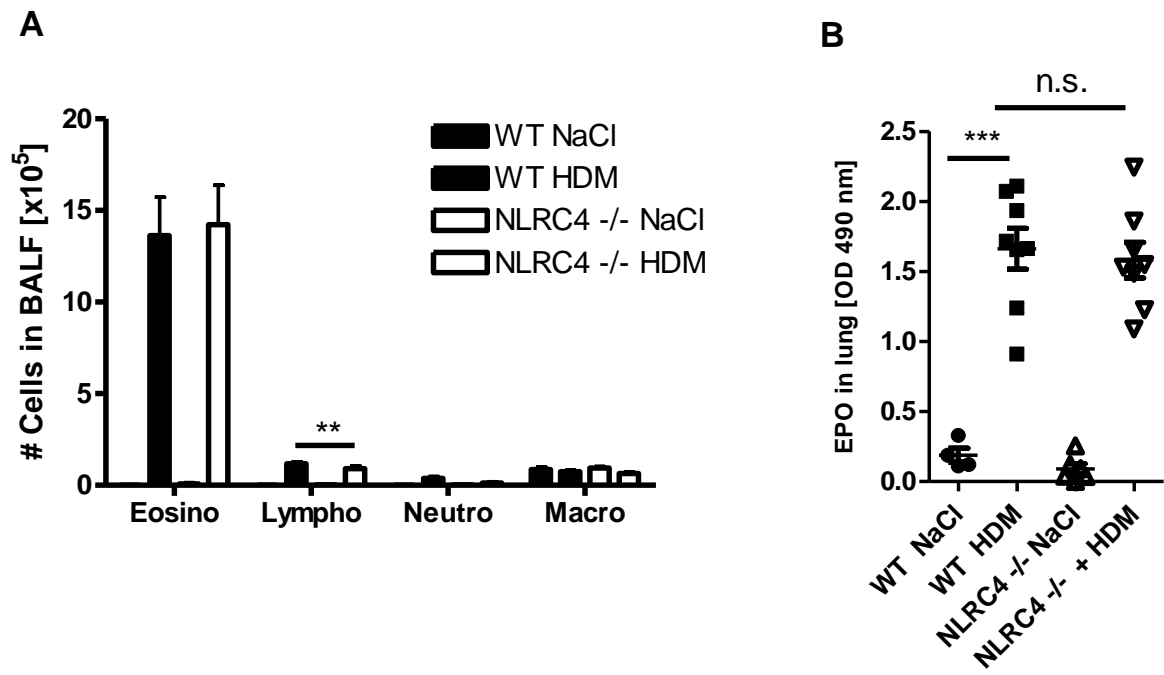 A
# Cells in BALF [x10⁵]
20
15
10
5
0
WT NaCl
WT HDM
NLRC4 -/- NaCl
NLRC4 -/- HDM
**
Eosino Lympho Neutro Macro
B
n.s.
***
EPO in lung [OD 490 nm]
2.5
2.0
1.5
1.0
0.5
0.0
WT NaCl
WT HDM
NLRC4 -/- NaCl
NLRC4 -/- + HDM